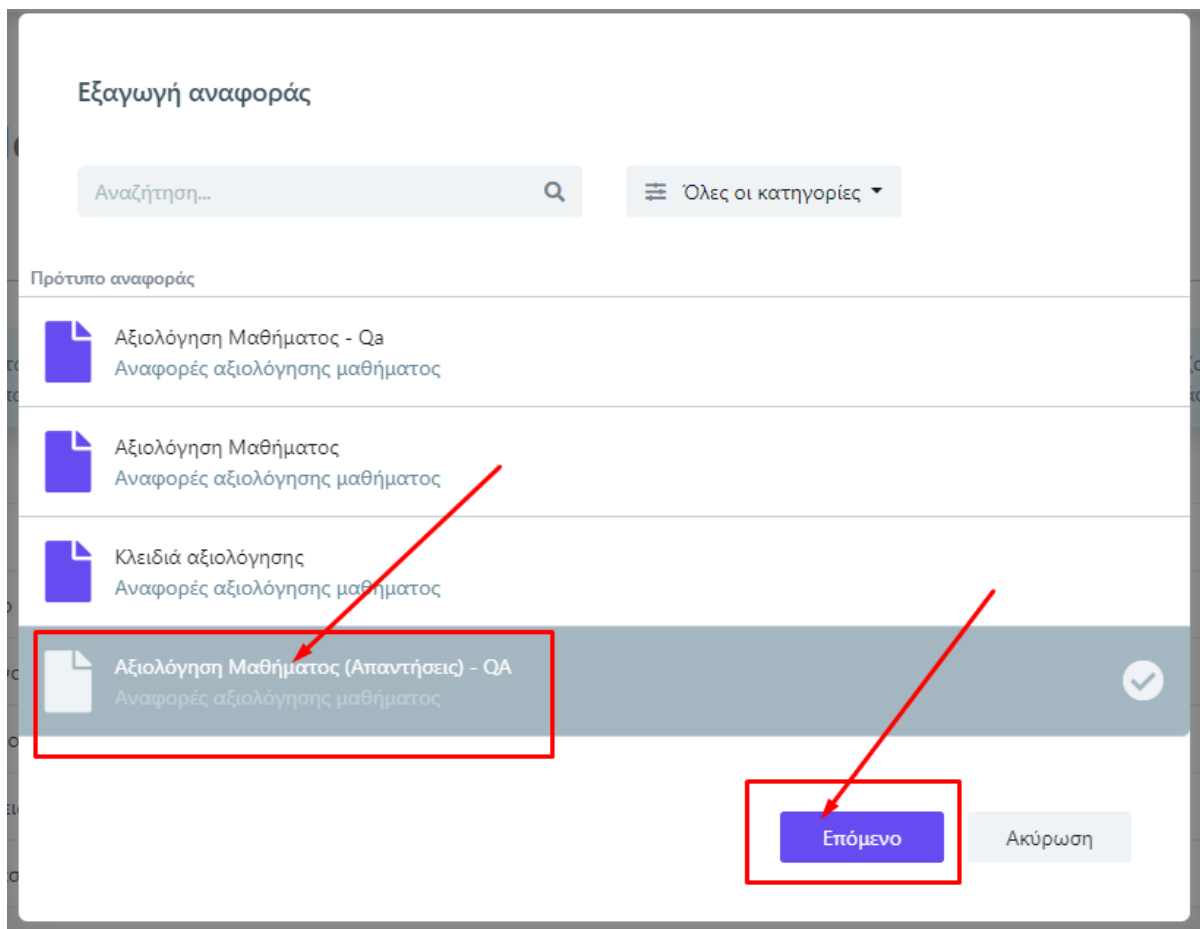 Εξαγωγή αναφοράς
Αναζήτηση...
Όλες οι κατηγορίες
Πρότυπο αναφοράς
Αξιολόγηση Μαθήματος - Qa
Αναφορές αξιολόγησης μαθήματος
Αξιολόγηση Μαθήματος
Αναφορές αξιολόγησης μαθήματος
Κλειδιά αξιολόγησης
Αναφορές αξιολόγησης μαθήματος
Αξιολόγηση Μαθήματος (Απαντήσεις) - QA
Αναφορές αξιολόγησης μαθήματος
Επόμενο
Ακύρωση